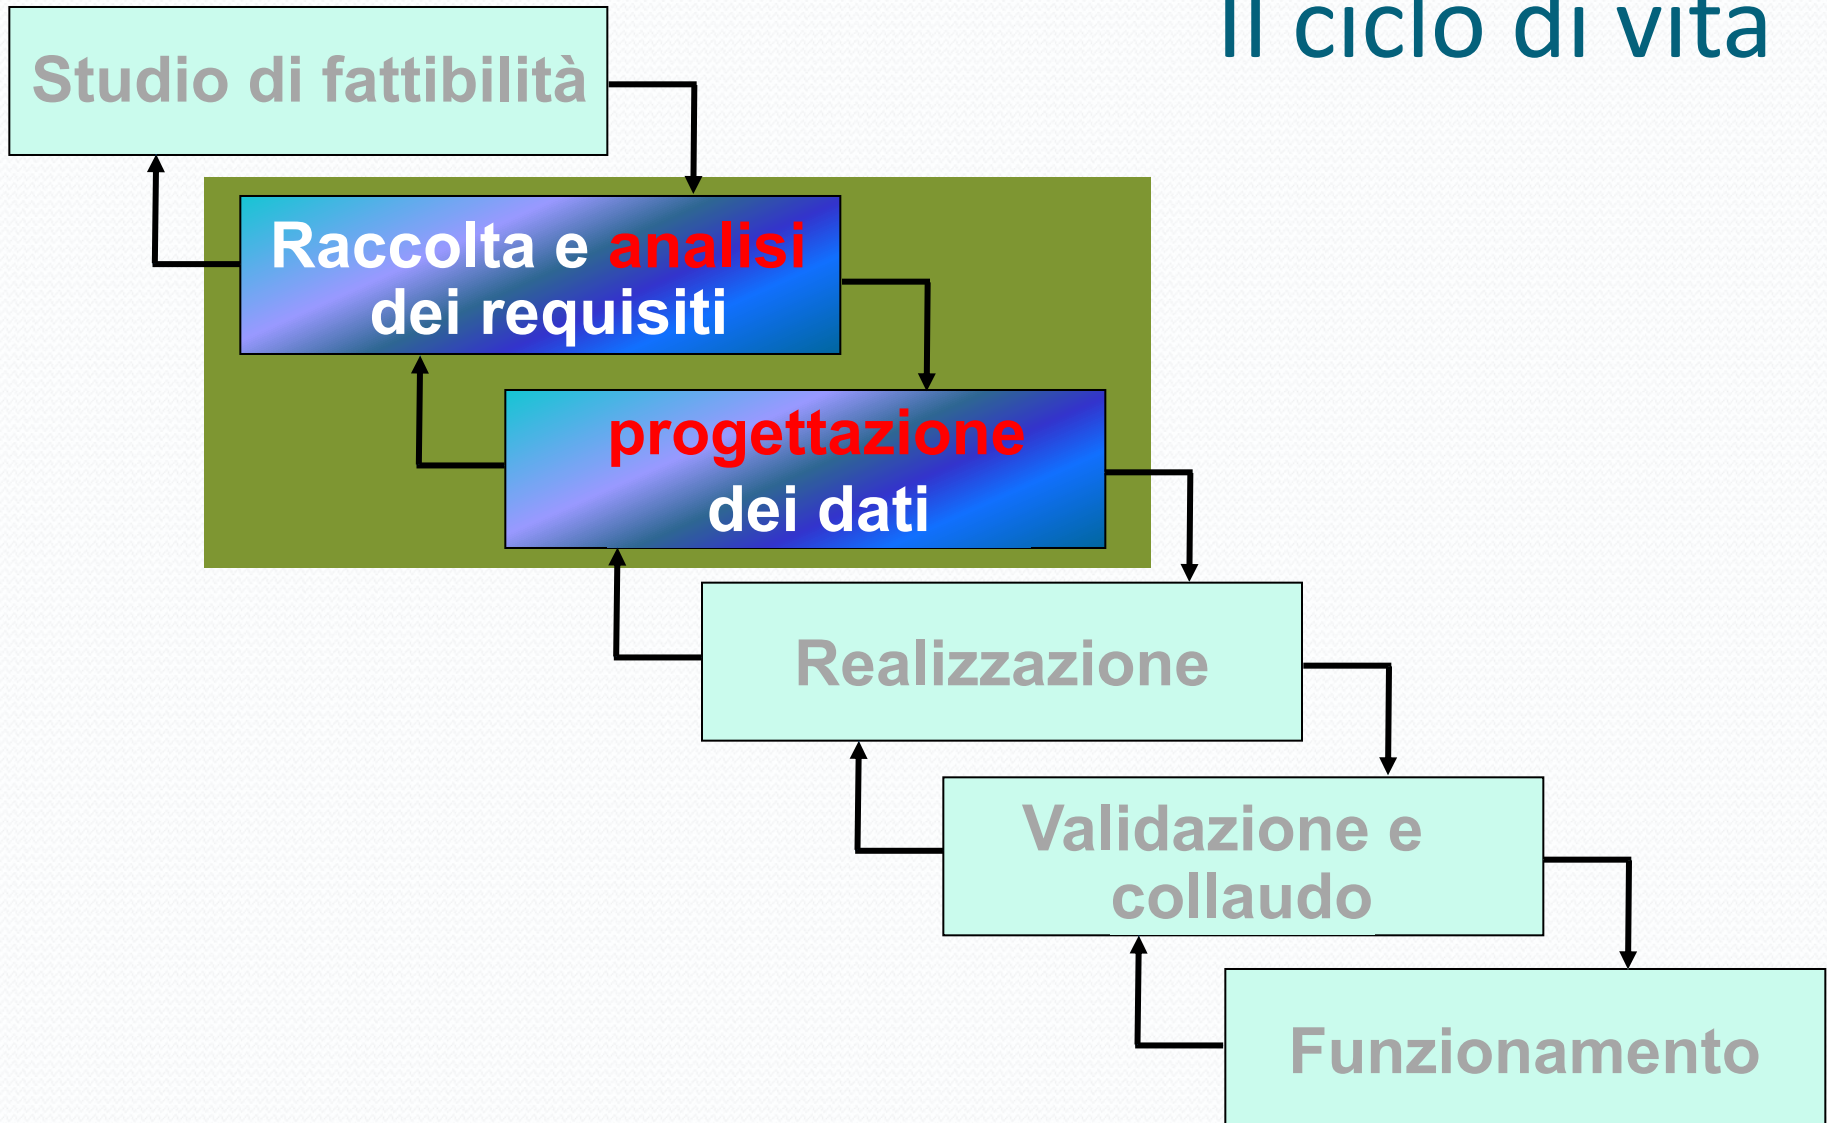 Il ciclo di vita
Studio di fattibilità
Raccolta e analisi
dei requisiti
progettazione
dei dati
Realizzazione
Validazione e
collaudo
Funzionamento